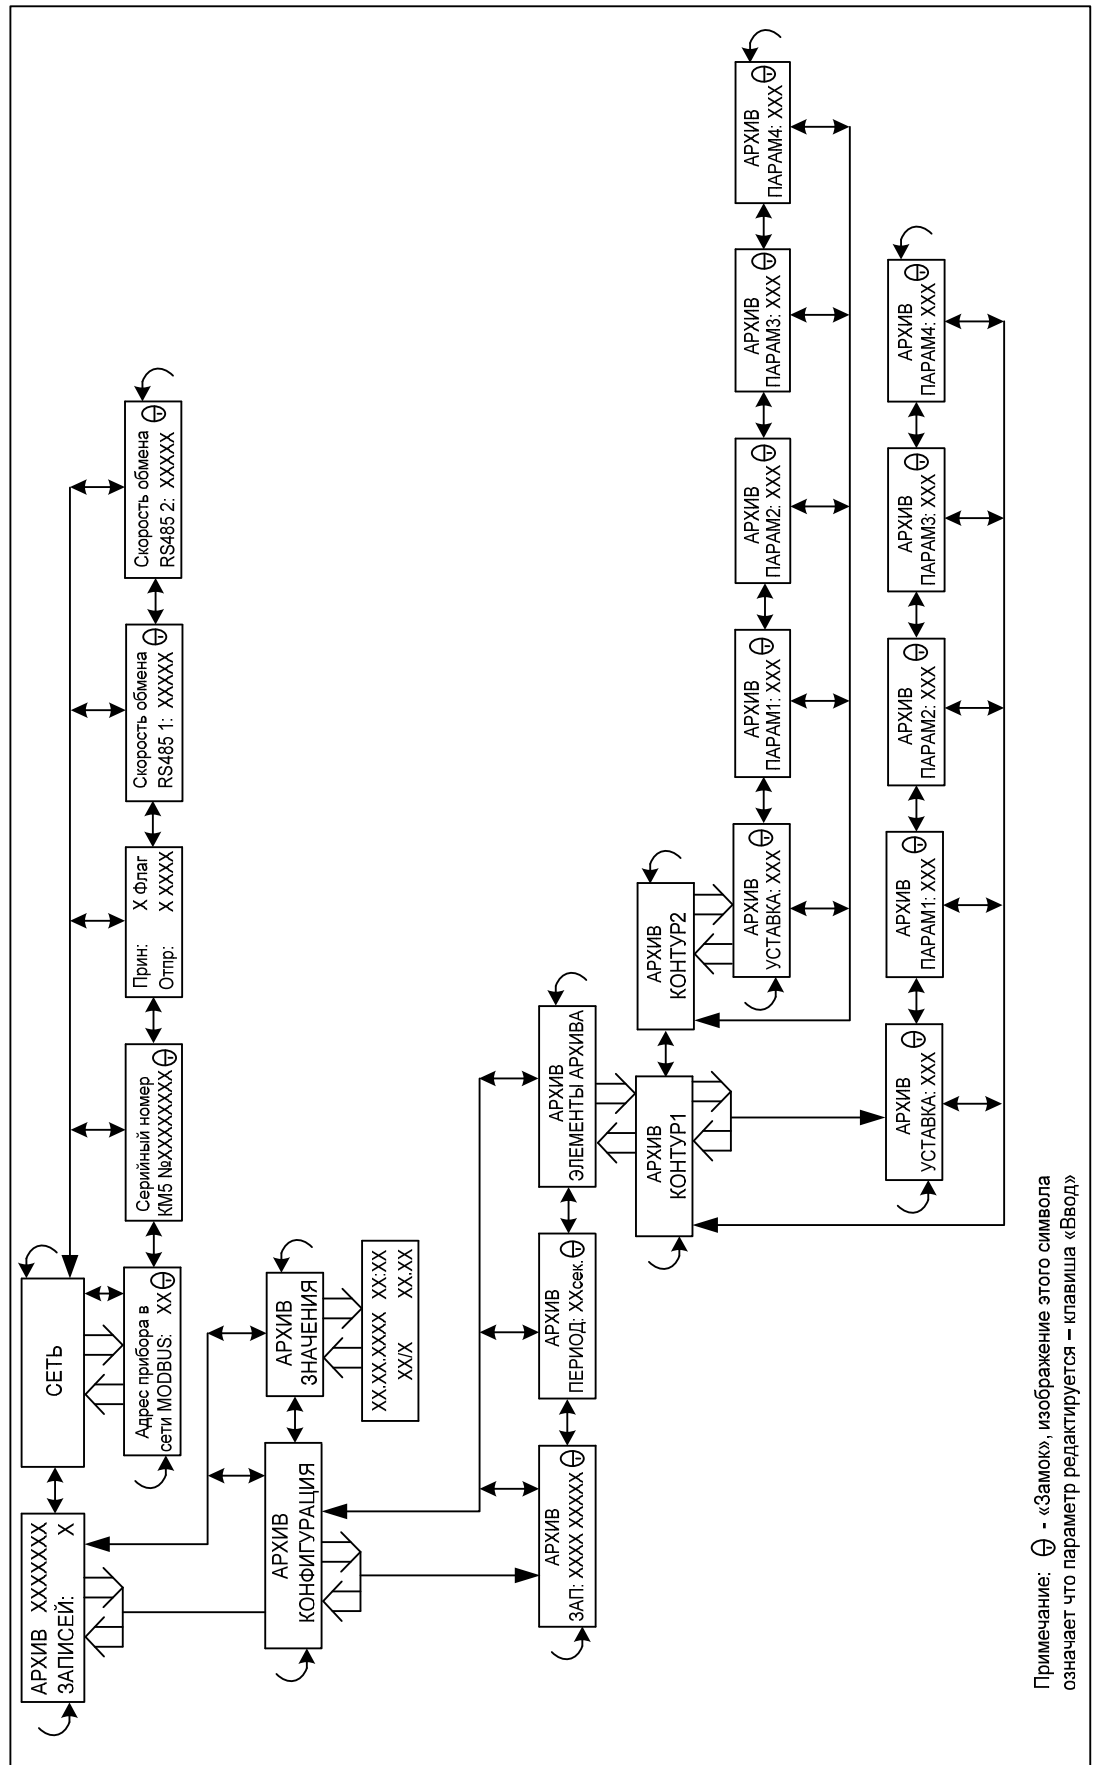 АРХИВ XXXXXXX
ЗАПИСЕЙ: X
СЕТЬ
Адрес прибора в
сети MODBUS: XX
Серийный номер
КМ5 №XXXXXXXX
Прин: X Флаг
Отпр: X XXXX
Скорость обмена
RS485 1: XXXXX
Скорость обмена
RS485 2: XXXXX
АРХИВ
КОНФИГУРАЦИЯ
АРХИВ
ЗНАЧЕНИЯ
XX.XX.XXXX XX:XX
XX/X XX.XX
АРХИВ
ЗАП: XXXX XXXXX
АРХИВ
ПЕРИОД: XXсек.
АРХИВ
ЭЛЕМЕНТЫ АРХИВА
АРХИВ
КОНТУР1
АРХИВ
КОНТУР2
АРХИВ
УСТАВКА: XXX
АРХИВ
ПАРАМ1: XXX
АРХИВ
ПАРАМ2: XXX
АРХИВ
ПАРАМ3: XXX
АРХИВ
ПАРАМ4: XXX
АРХИВ
УСТАВКА: XXX
АРХИВ
ПАРАМ1: XXX
АРХИВ
ПАРАМ2: XXX
АРХИВ
ПАРАМ3: XXX
АРХИВ
ПАРАМ4: XXX
Примечание: - «Замок», изображение этого символа
означает что параметр редактируется – клавиша «Ввод»